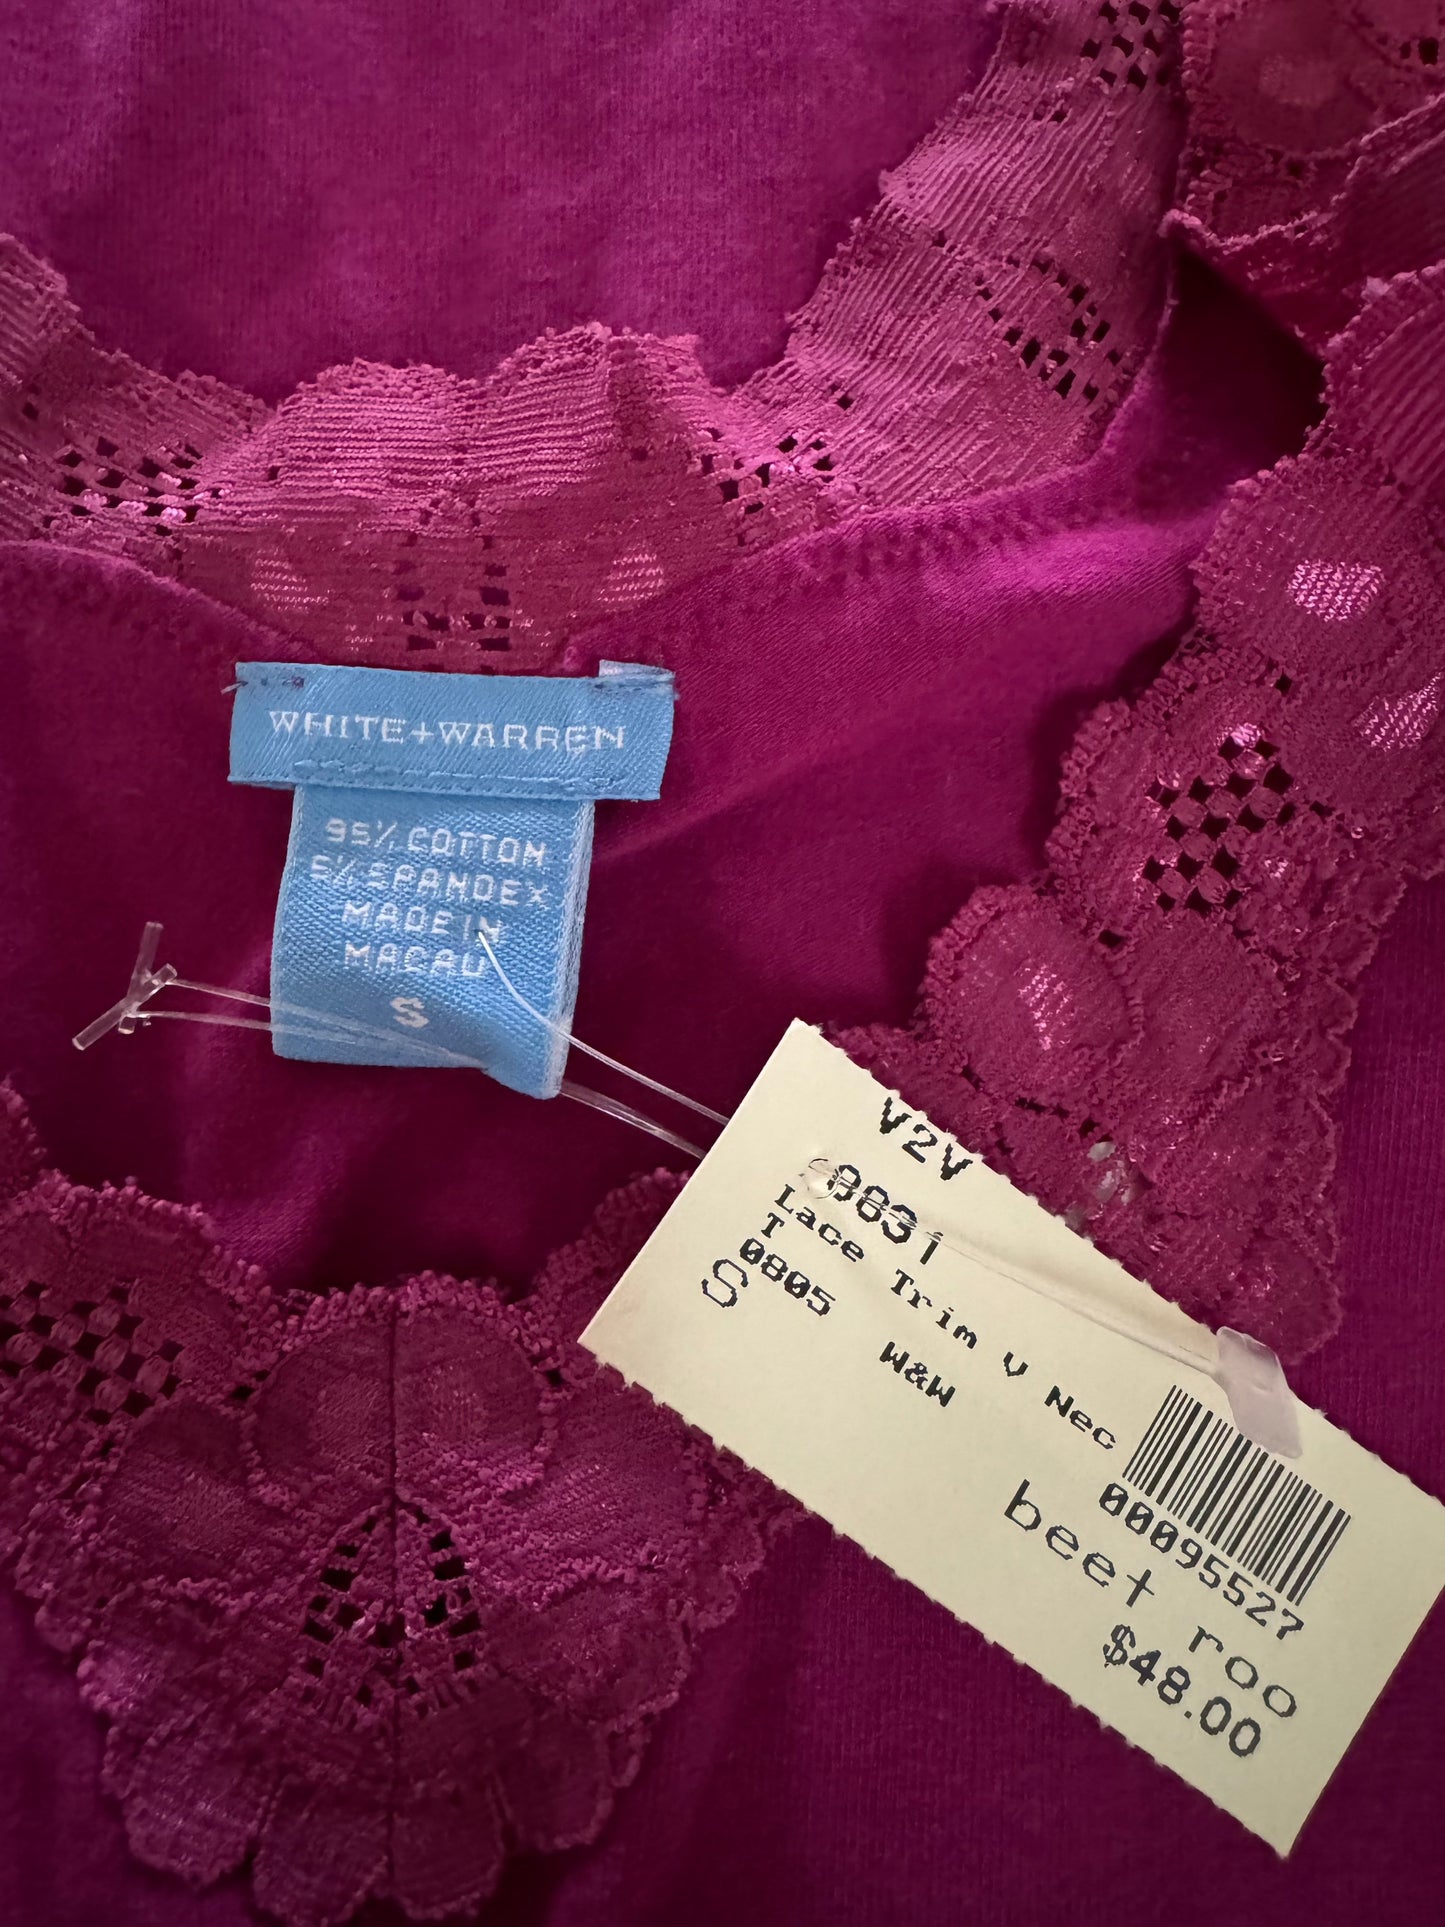 WHITE+WARREN
95% COTTON
5% SPANDEX
MADE IN
MACAU
S
V2V
8831
Lace Trim V Nec
T
0805 W&W
S
00095527
beet roo
$48.00